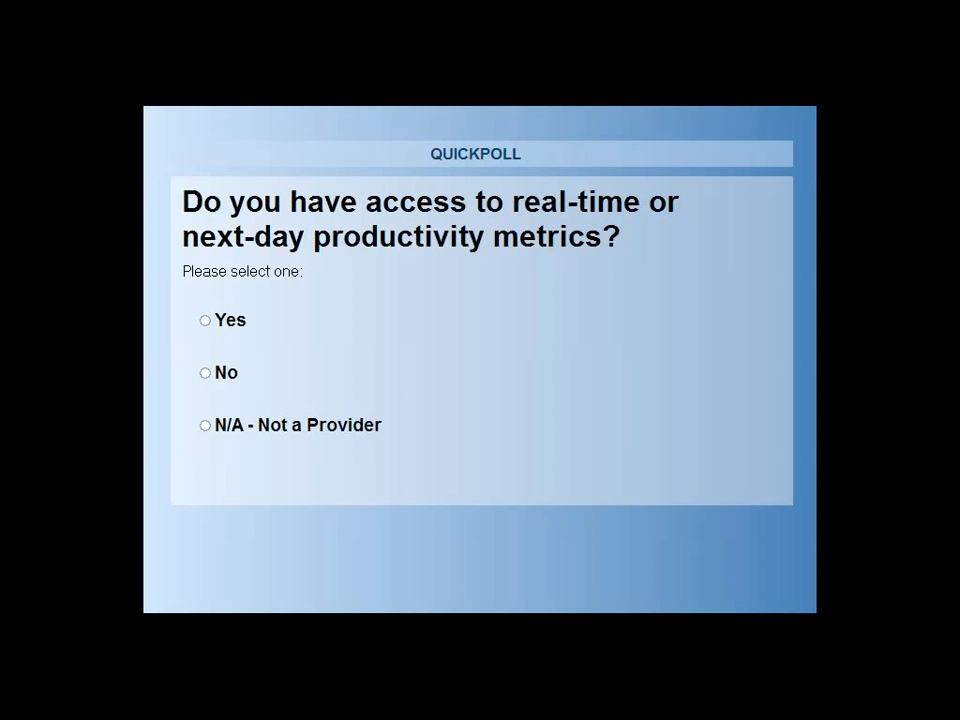 QUICKPOLL
Do you have access to real-time or
next-day productivity metrics?
Please select one:
Yes
No
N/A - Not a Provider